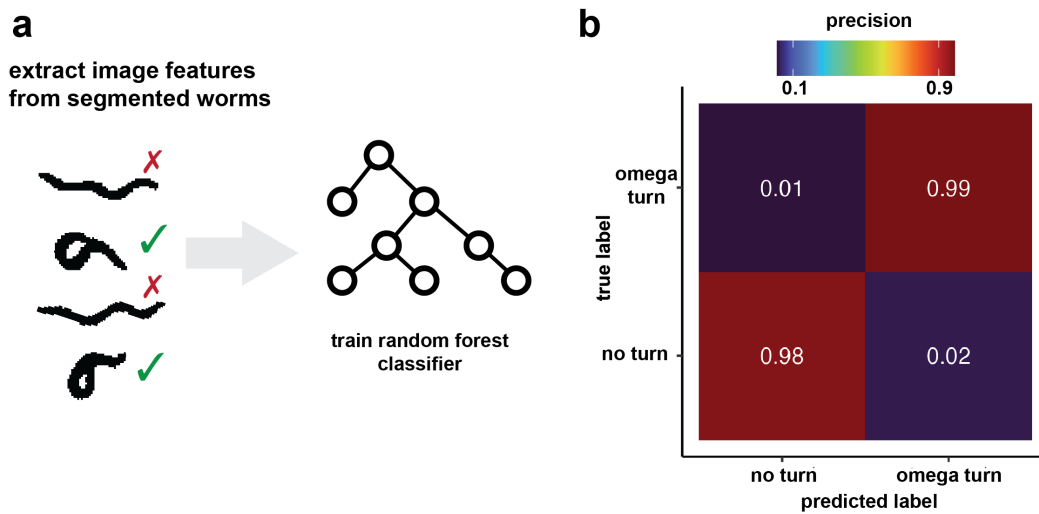 a
extract image features
from segmented worms
✗
✓
✗
✓
train random forest
classifier
b
precision
0.1 0.9
omega
turn
0.01 0.99
true label
no turn
0.98 0.02
no turn omega turn
predicted label